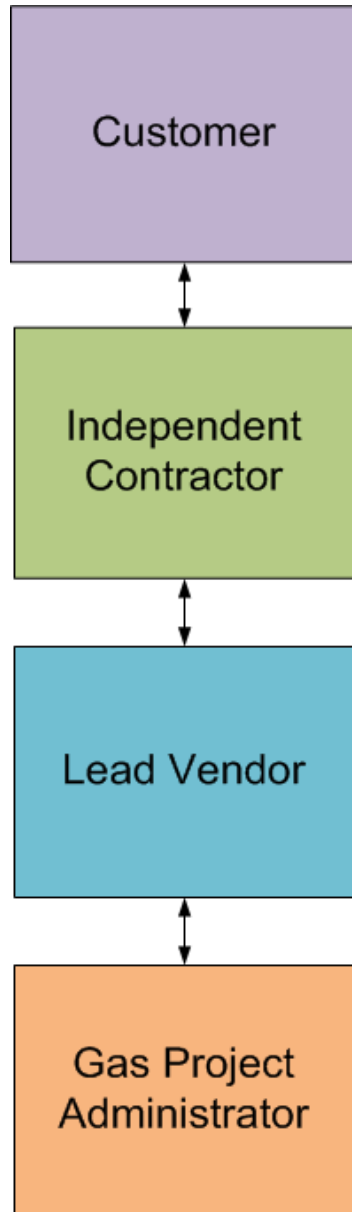 Customer
Independent
Contractor
Lead Vendor
Gas Project
Administrator